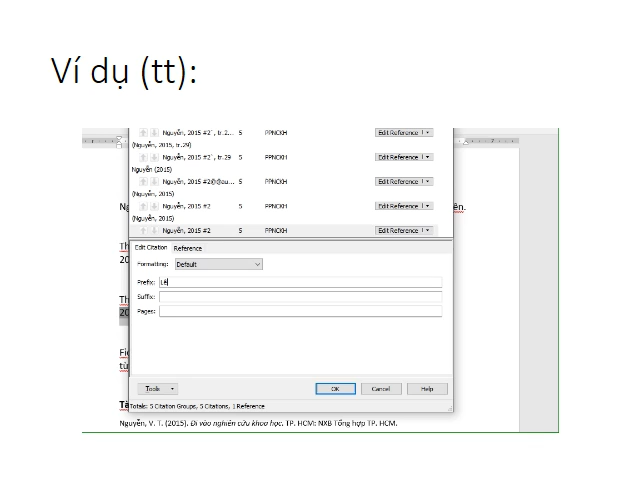 Ví dụ (tt):
Nguyễn, 2015 #2`, tr.2... 5 PPNCKH Edit Reference
(Nguyễn, 2015, tr.29)
Nguyễn, 2015 #2`, tr.29 5 PPNCKH Edit Reference
Nguyễn (2015)
Nguyễn, 2015 #2@@au... 5 PPNCKH Edit Reference
(Nguyễn, 2015)
Nguyễn, 2015 #2 5 PPNCKH Edit Reference
(Nguyễn, 2015)
Nguyễn, 2015 #2 5 PPNCKH Edit Reference
Edit Citation Reference
Formatting: Default
Prefix: Lê
Suffix:
Pages:
Tools OK Cancel Help
Totals: 5 Citation Groups, 5 Citations, 1 Reference
Nguyễn, V. T. (2015). Đi vào nghiên cứu khoa học. TP. HCM: NXB Tổng hợp TP. HCM.